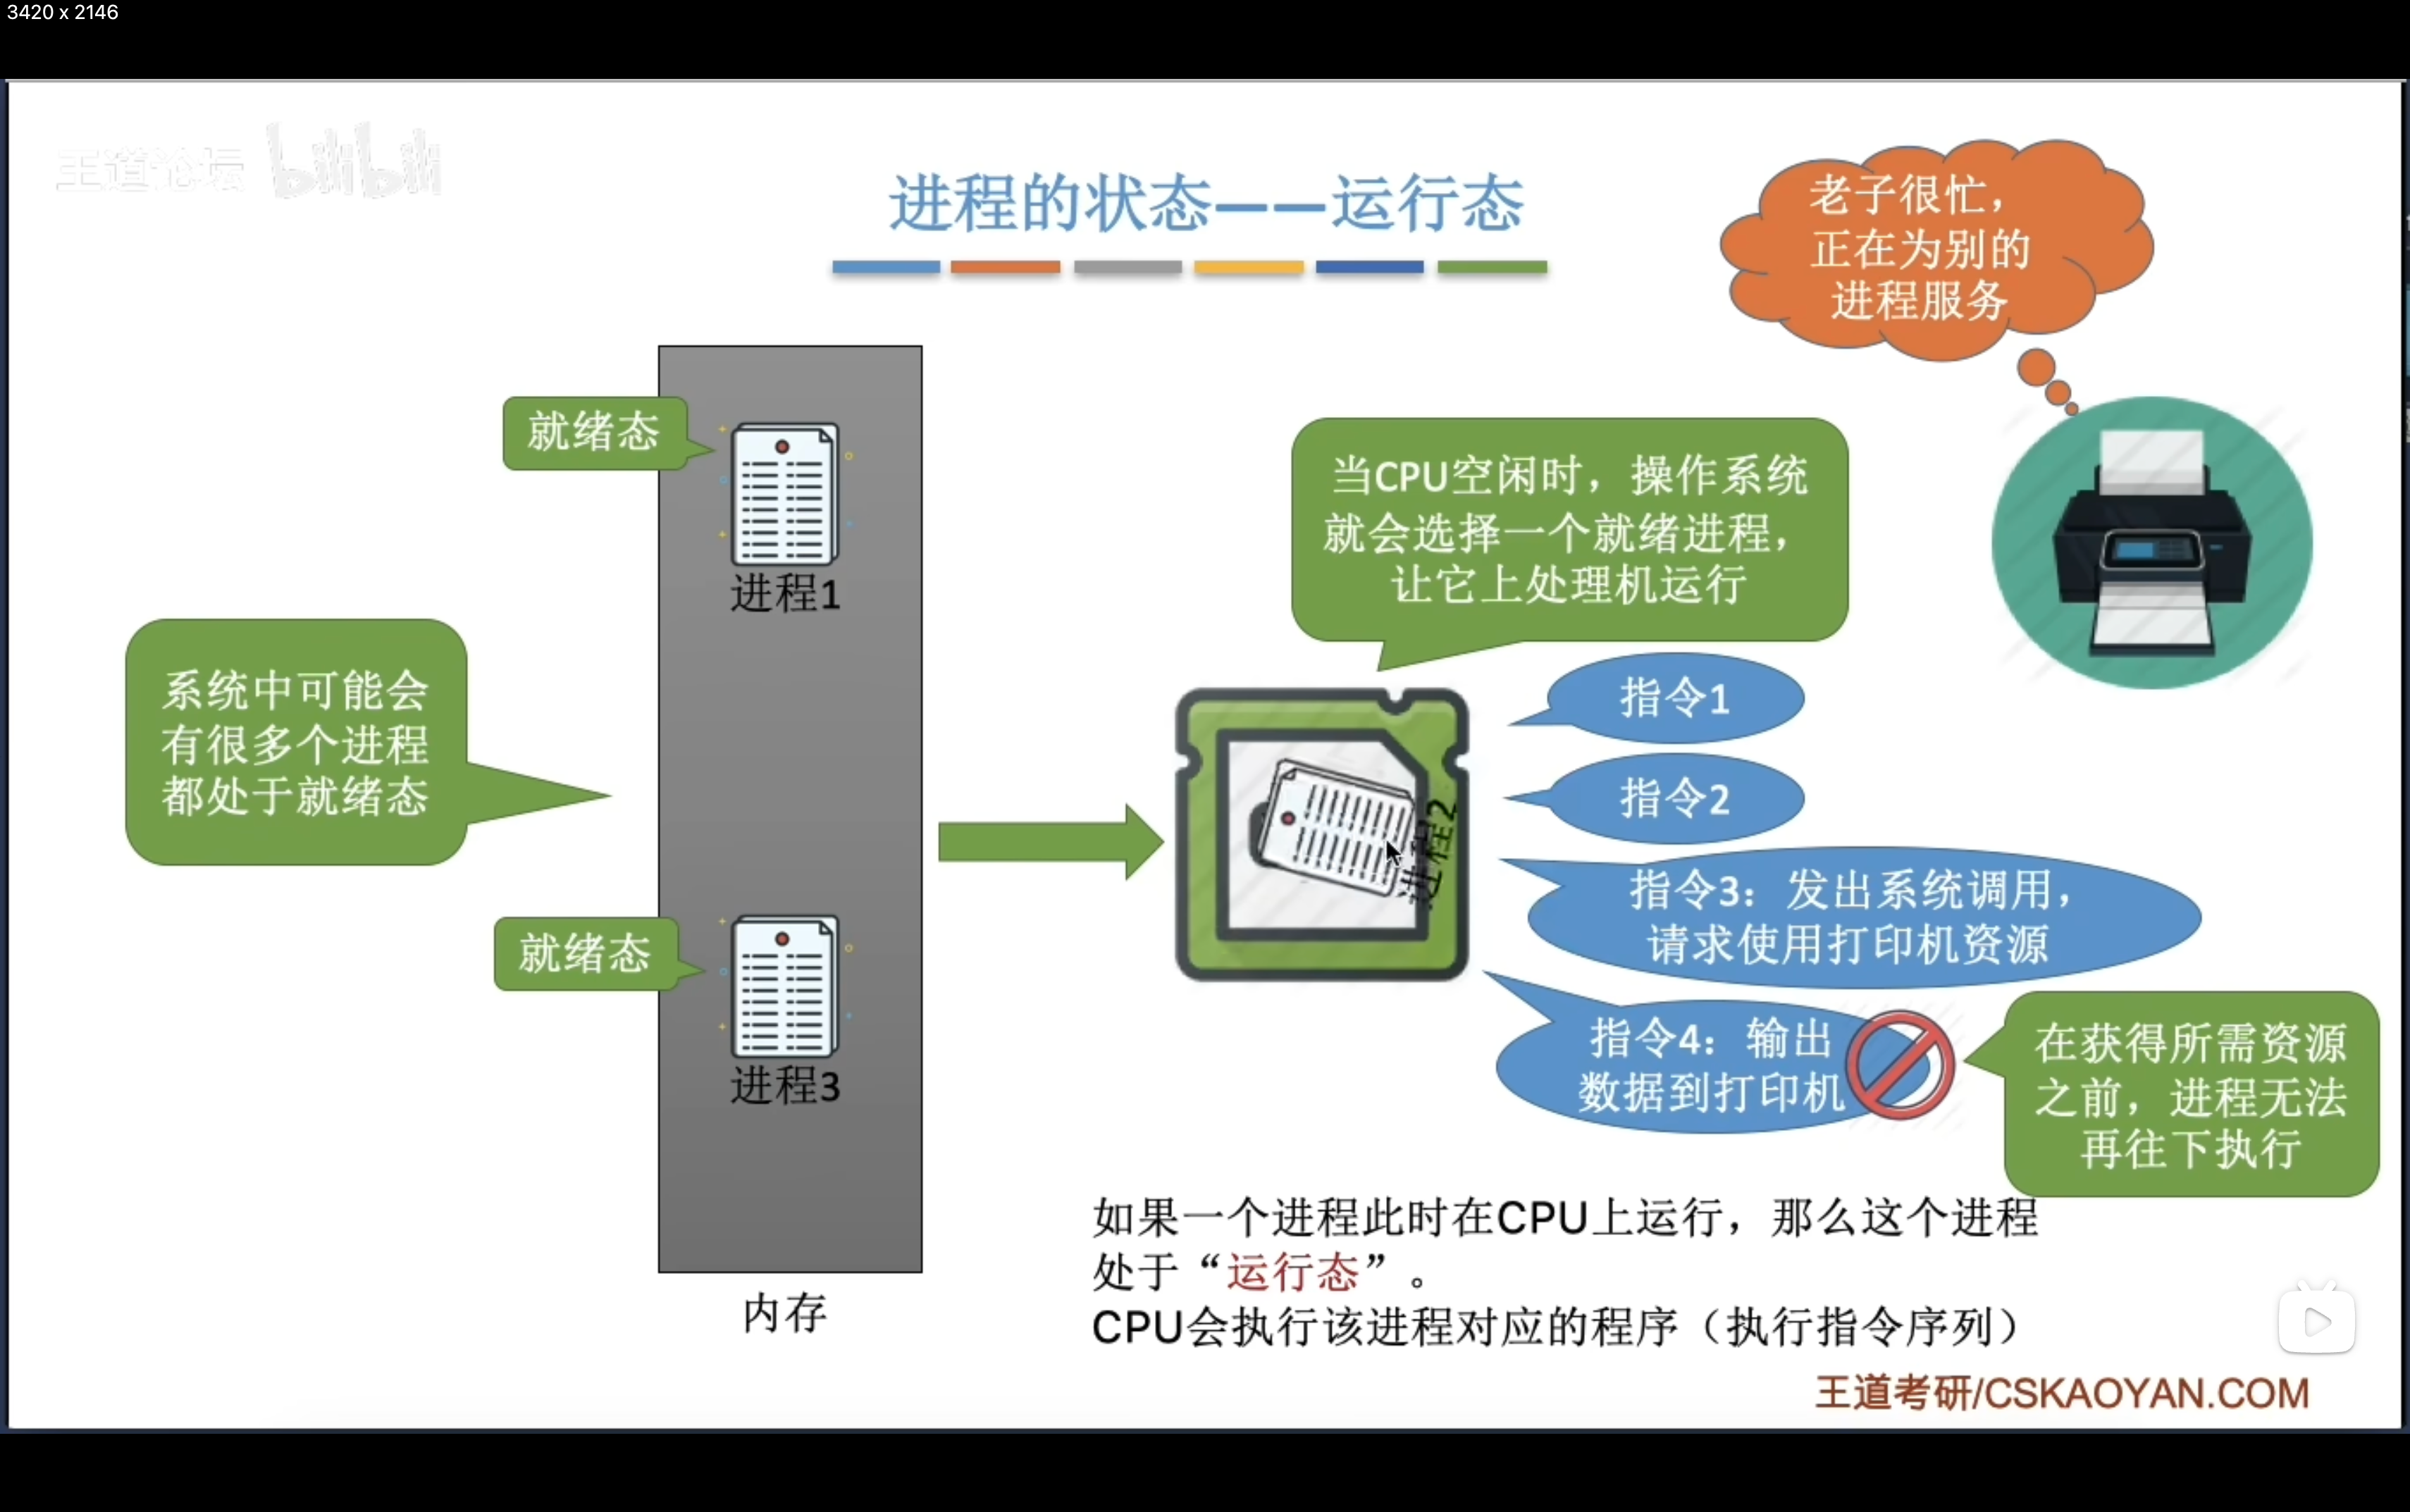 3420 x 2146
王道论坛 bilibili
进程的状态——运行态
老子很忙，
正在为别的
进程服务
就绪态
进程1
当CPU空闲时，操作系统
就会选择一个就绪进程，
让它上处理机运行
系统中可能会
有很多个进程
都处于就绪态
指令1
指令2
进程2
指令3：发出系统调用，
请求使用打印机资源
就绪态
进程3
指令4：输出
数据到打印机
在获得所需资源
之前，进程无法
再往下执行
如果一个进程此时在CPU上运行，那么这个进程
处于“运行态”。
CPU会执行该进程对应的程序（执行指令序列）
内存
王道考研/CSKAOYAN.COM